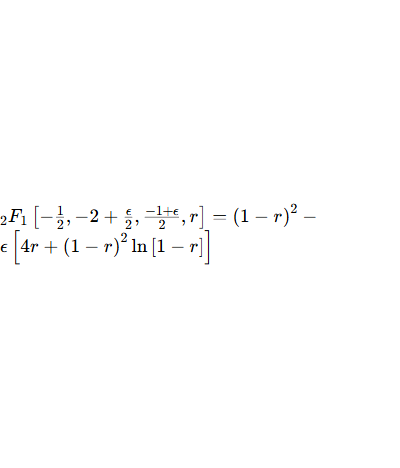 ₂F₁ [−1/2, −2 + ϵ/2, (−1+ϵ)/2, r] = (1 − r)² −
ϵ [4r + (1 − r)² ln [1 − r]]